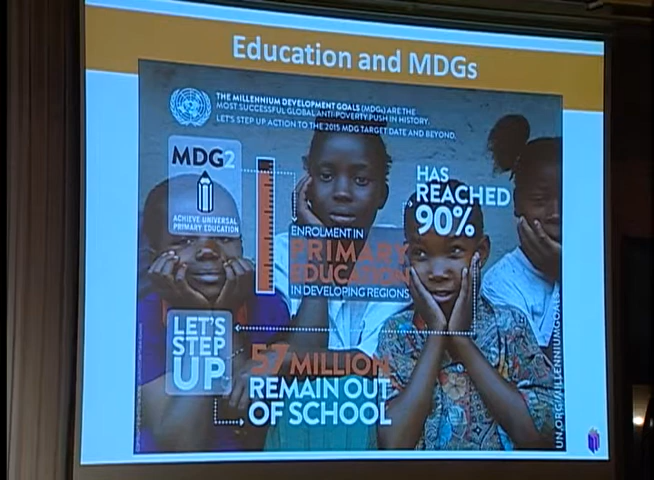 Education and MDGs
THE MILLENNIUM DEVELOPMENT GOALS (MDGs) ARE THE
MOST SUCCESSFUL GLOBAL ANTI-POVERTY PUSH IN HISTORY.
LET'S STEP UP ACTION TO THE 2015 MDG TARGET DATE AND BEYOND.
MDG2
ACHIEVE UNIVERSAL
PRIMARY EDUCATION
ENROLMENT IN
PRIMARY
EDUCATION
IN DEVELOPING REGIONS
HAS
REACHED
90%
LET'S
STEP
UP
57 MILLION
REMAIN OUT
OF SCHOOL
UN.ORG/MILLENNIUMGOALS